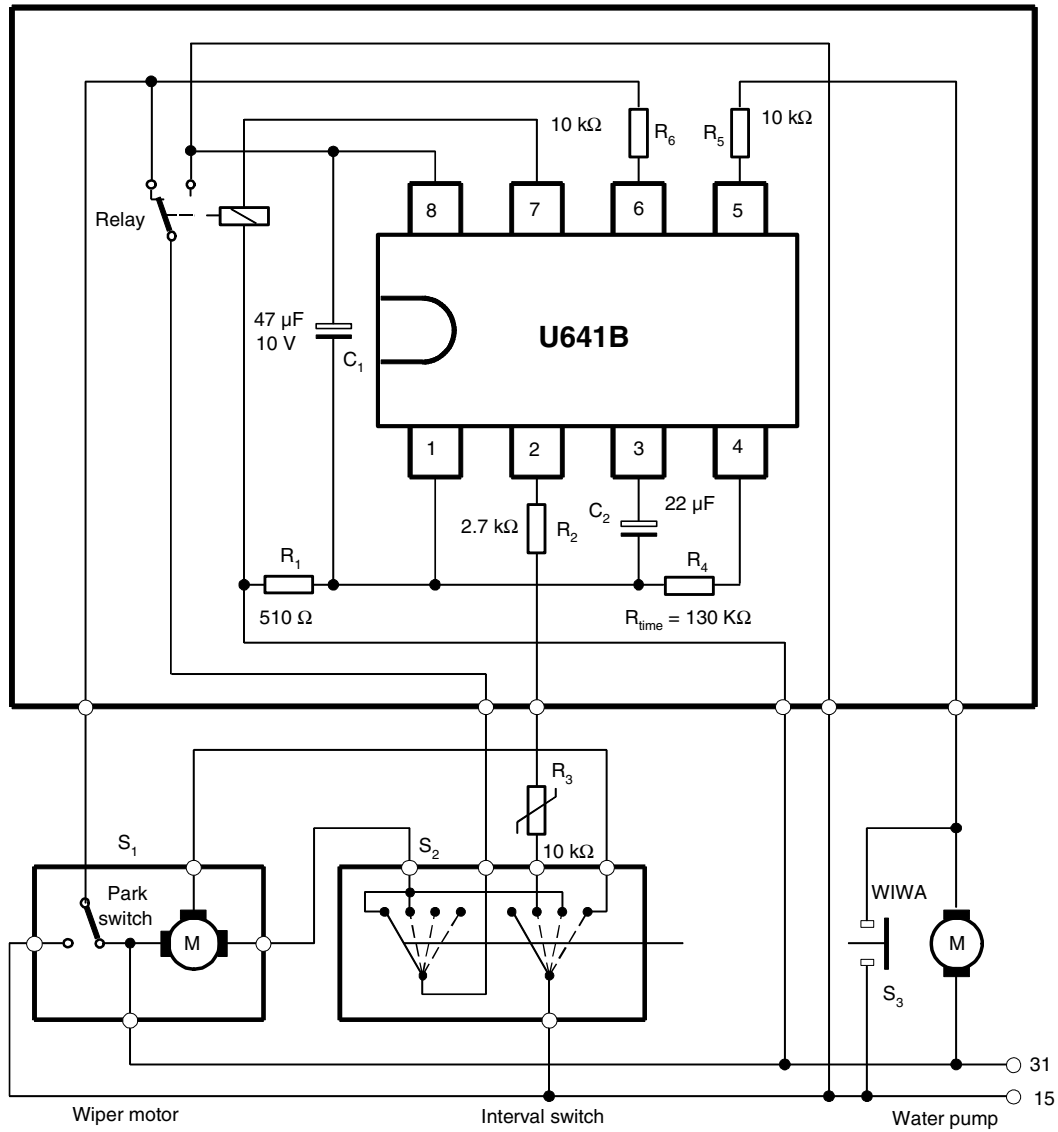 10 kΩ
R6
R5
10 kΩ
Relay
8
7
6
5
47 µF
10 V
C1
U641B
1
2
3
4
2.7 kΩ
R2
C2
22 µF
R1
510 Ω
R4
Rtime = 130 KΩ
R3
10 kΩ
S1
Park
switch
M
S2
WIWA
M
S3
31
15
Wiper motor
Interval switch
Water pump